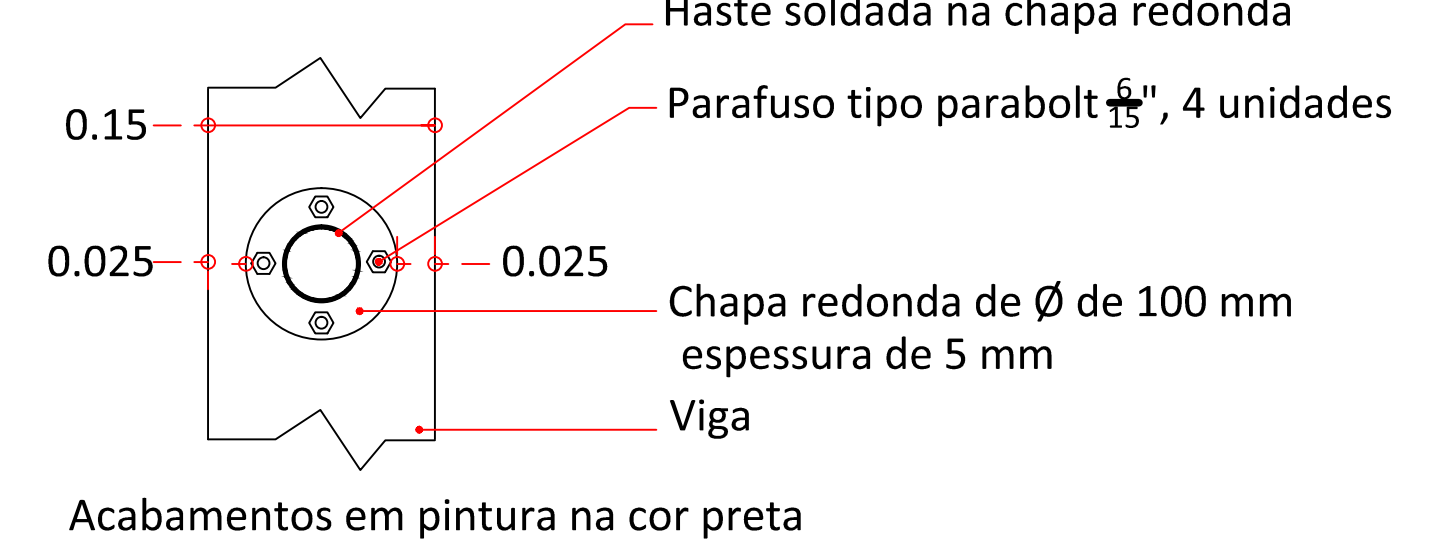 Haste soldada na chapa redonda
0.15
Parafuso tipo parabolt 6/15", 4 unidades
0.025
0.025
Chapa redonda de Ø de 100 mm
espessura de 5 mm
Viga
Acabamentos em pintura na cor preta